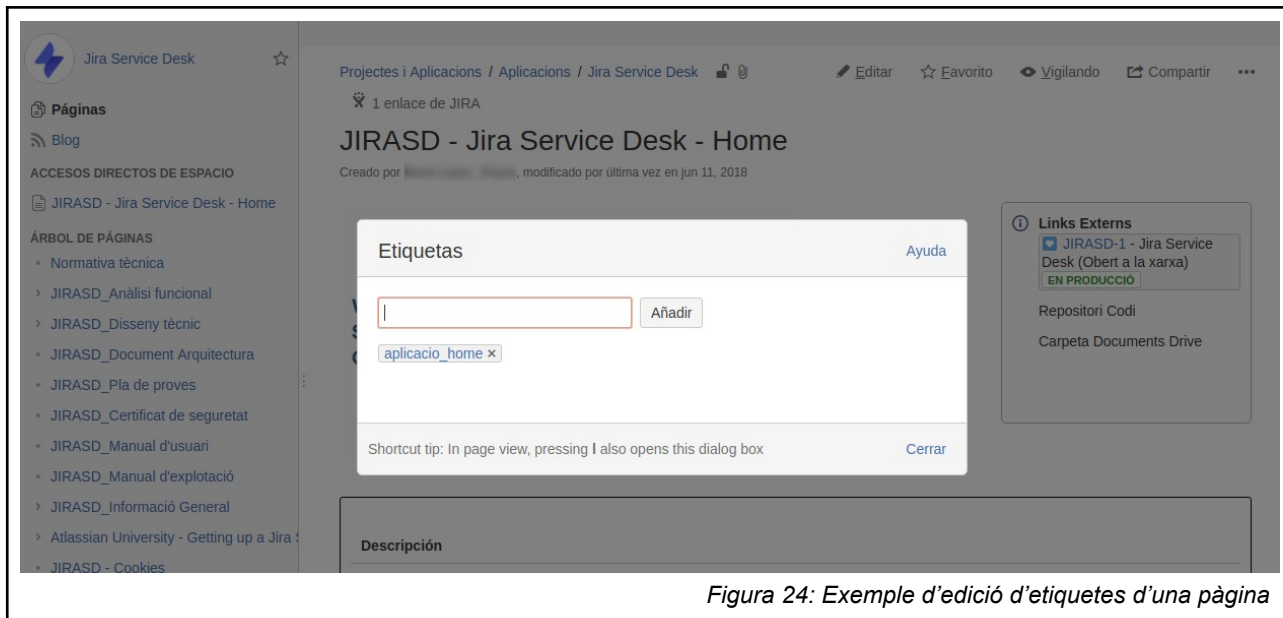 Jira Service Desk
Páginas
Blog
ACCESOS DIRECTOS DE ESPACIO
JIRASD - Jira Service Desk - Home
ÁRBOL DE PÁGINAS
Normativa tècnica
JIRASD_Anàlisi funcional
JIRASD_Disseny tècnic
JIRASD_Document Arquitectura
JIRASD_Pla de proves
JIRASD_Certificat de seguretat
JIRASD_Manual d'usuari
JIRASD_Manual d'explotació
JIRASD_Informació General
Atlassian University - Getting up a Jira
JIRASD - Cookies
Projectes i Aplicacions / Aplicacions / Jira Service Desk
Editar Favorito Vigilando Compartir •••
1 enlace de JIRA
JIRASD - Jira Service Desk - Home
Creado por , modificado por última vez en jun 11, 2018
Etiquetas Ayuda
Añadir
aplicacio_home ×
Shortcut tip: In page view, pressing l also opens this dialog box Cerrar
Links Externs
JIRASD-1 - Jira Service
Desk (Obert a la xarxa)
EN PRODUCCIÓ
Repositori Codi
Carpeta Documents Drive
Descripción
Figura 24: Exemple d'edició d'etiquetes d'una pàgina